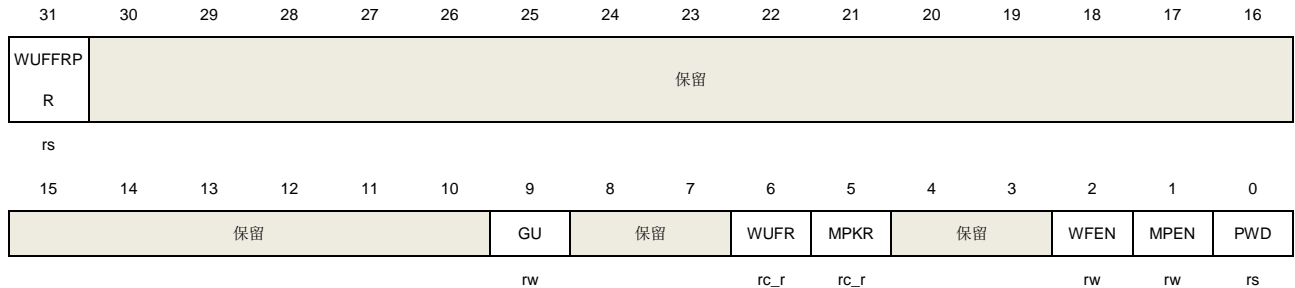 31 30 29 28 27 26 25 24 23 22 21 20 19 18 17 16
WUFFRP
R
保留
rs
15 14 13 12 11 10 9 8 7 6 5 4 3 2 1 0
保留 GU 保留 WUFR MPKR 保留 WFEN MPEN PWD
rw rc_r rc_r rw rw rs